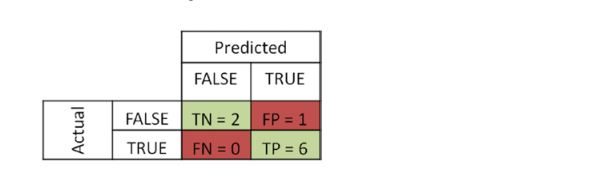 Predicted
FALSE TRUE
Actual
FALSE TN = 2 FP = 1
TRUE FN = 0 TP = 6